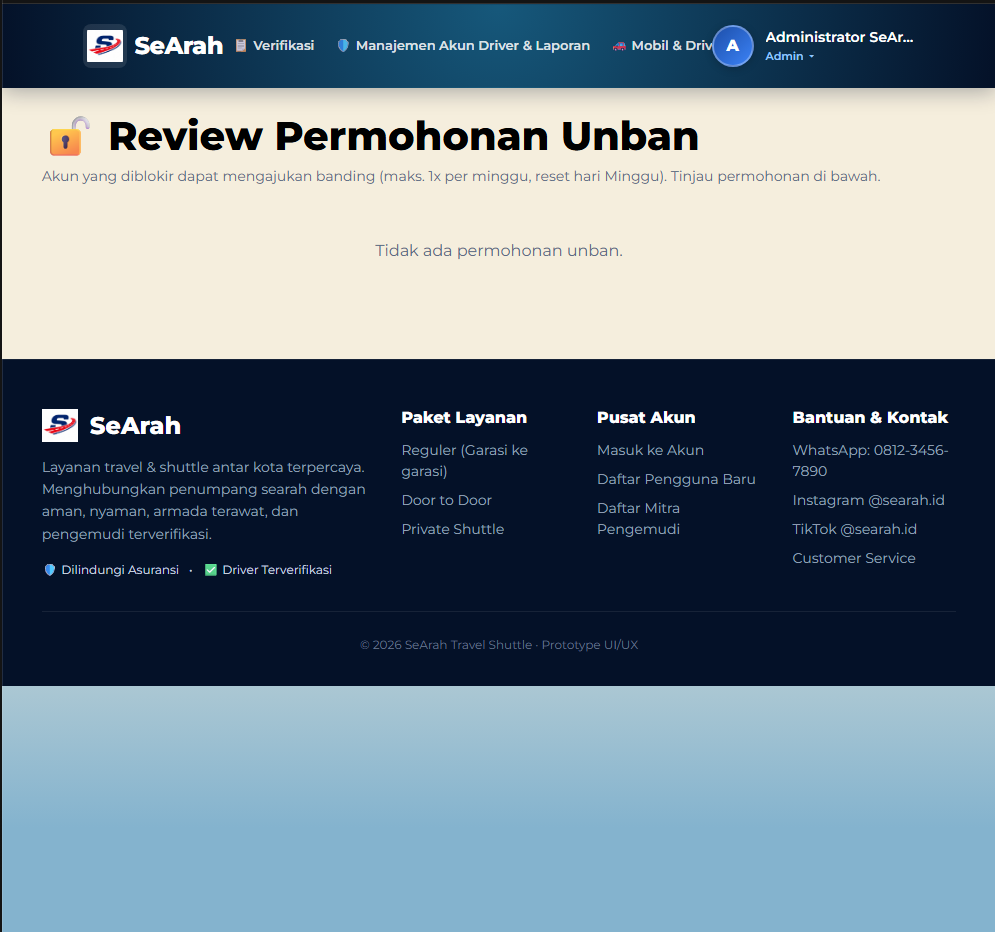 SeArah
Verifikasi
Manajemen Akun Driver & Laporan
Mobil & Driv
A
Administrator SeAr...
Admin
Review Permohonan Unban
Akun yang diblokir dapat mengajukan banding (maks. 1x per minggu, reset hari Minggu). Tinjau permohonan di bawah.
Tidak ada permohonan unban.
SeArah
Layanan travel & shuttle antar kota terpercaya.
Menghubungkan penumpang searah dengan
aman, nyaman, armada terawat, dan
pengemudi terverifikasi.
Dilindungi Asuransi • Driver Terverifikasi
Paket Layanan
Reguler (Garasi ke
garasi)
Door to Door
Private Shuttle
Pusat Akun
Masuk ke Akun
Daftar Pengguna Baru
Daftar Mitra
Pengemudi
Bantuan & Kontak
WhatsApp: 0812-3456-
7890
Instagram @searah.id
TikTok @searah.id
Customer Service
© 2026 SeArah Travel Shuttle · Prototype UI/UX